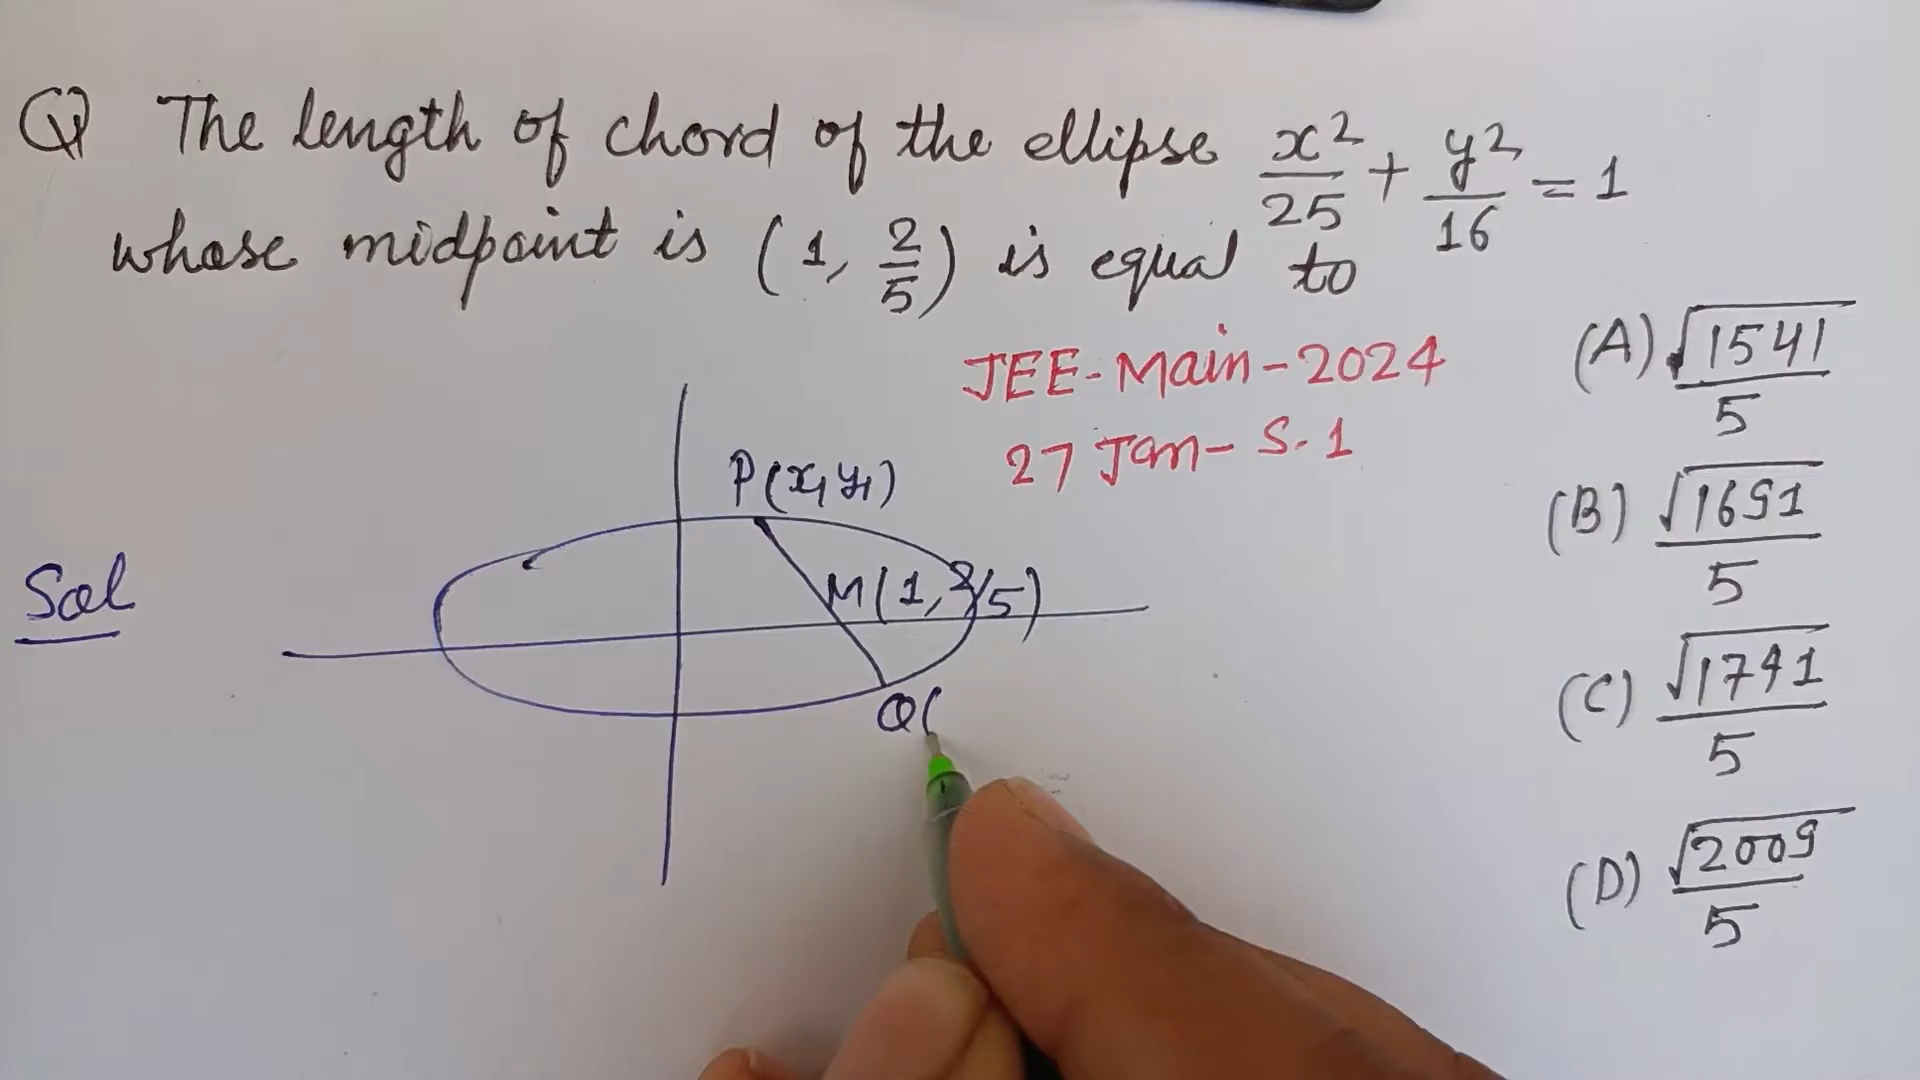 Q The length of chord of the ellipse x²/25 + y²/16 = 1
whose midpoint is (1, 2/5) is equal to
JEE-Main-2024
27 Jan- S.1
(A) √1541/5
(B) √1691/5
(C) √1741/5
(D) √2009/5
P(x₁ y₁)
Sol
M(1, 2/5)
Q(